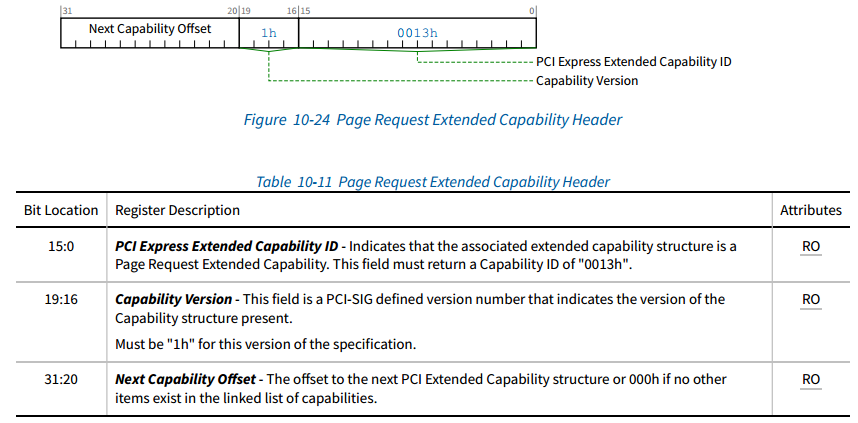 31 20 19 16 15 0
Next Capability Offset 1h 0013h
PCI Express Extended Capability ID
Capability Version
Figure 10-24 Page Request Extended Capability Header
Table 10-11 Page Request Extended Capability Header
Bit Location Register Description Attributes
15:0 PCI Express Extended Capability ID - Indicates that the associated extended capability structure is a RO
Page Request Extended Capability. This field must return a Capability ID of "0013h".
19:16 Capability Version - This field is a PCI-SIG defined version number that indicates the version of the RO
Capability structure present.
Must be "1h" for this version of the specification.
31:20 Next Capability Offset - The offset to the next PCI Extended Capability structure or 000h if no other RO
items exist in the linked list of capabilities.